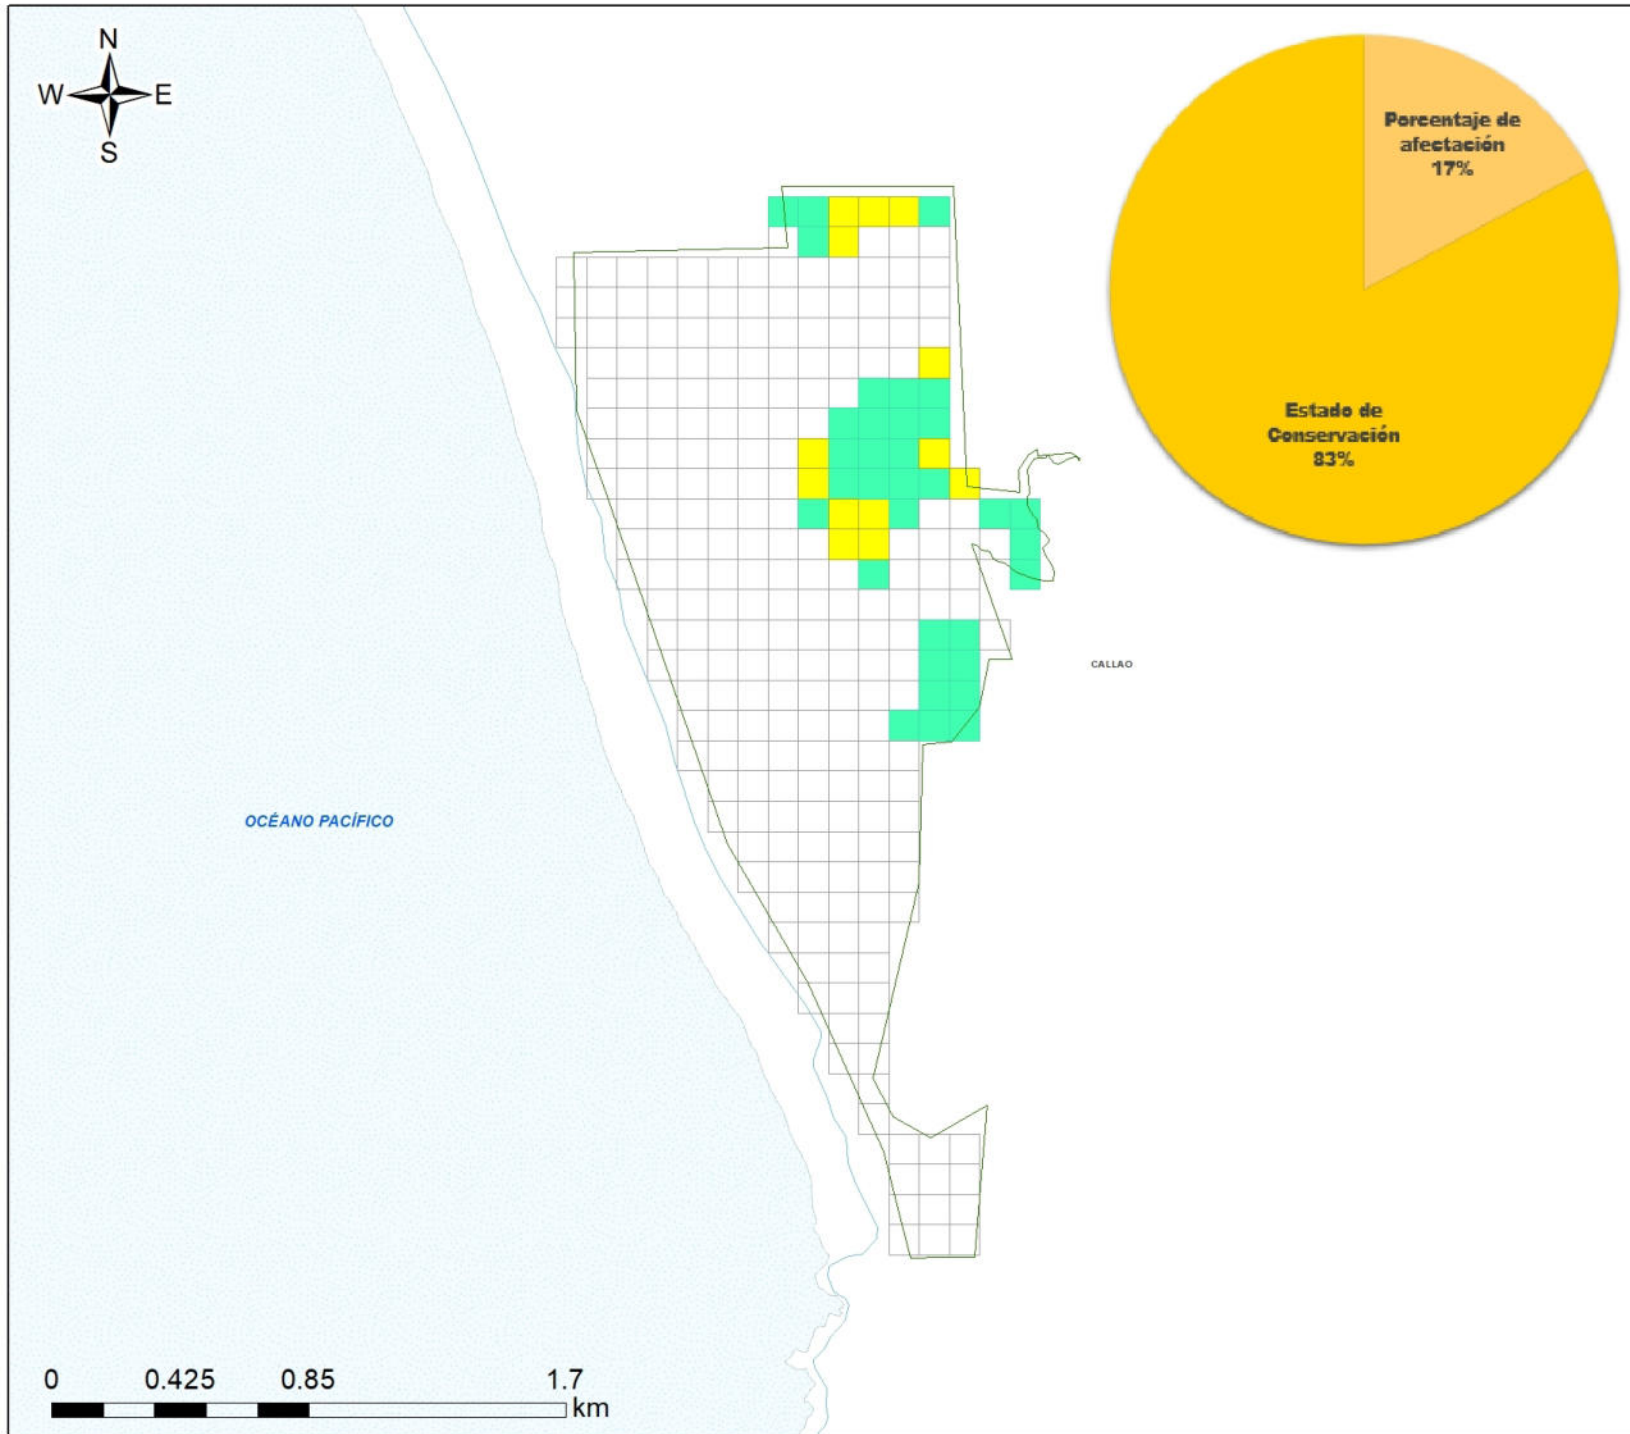 N
W E
S
Porcentaje de
afectación
17%
Estado de
Conservación
83%
CALLAO
OCÉANO PACÍFICO
0 0.425 0.85 1.7
km